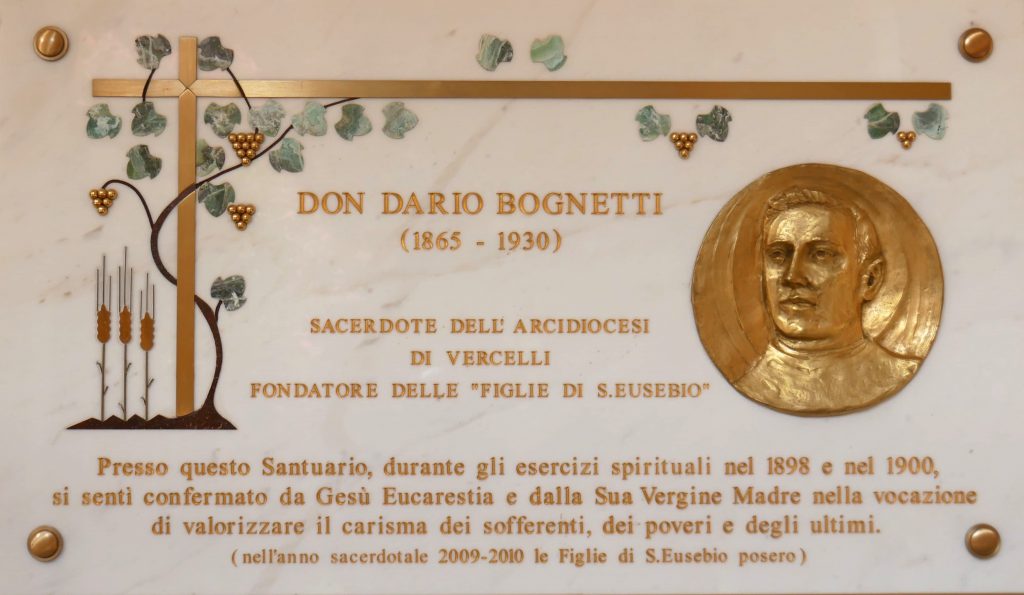 DON DARIO BOGNETTI
(1865 - 1930)
SACERDOTE DELL' ARCIDIOCESI
DI VERCELLI
FONDATORE DELLE "FIGLIE DI S.EUSEBIO"
Presso questo Santuario, durante gli esercizi spirituali nel 1898 e nel 1900,
si sentì confermato da Gesù Eucarestia e dalla Sua Vergine Madre nella vocazione
di valorizzare il carisma dei sofferenti, dei poveri e degli ultimi.
(nell'anno sacerdotale 2009-2010 le Figlie di S.Eusebio posero)